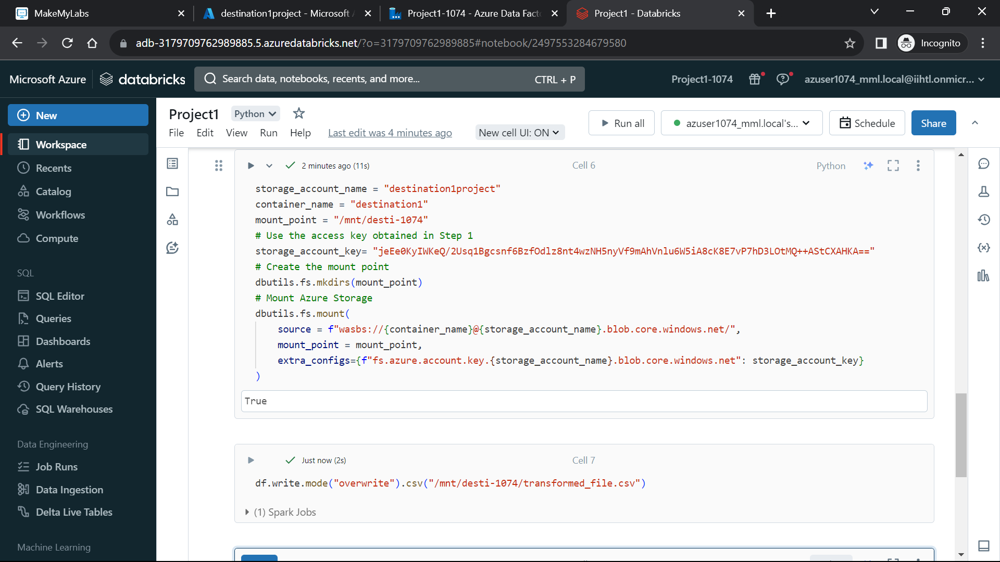 MakeMyLabs
destination1project - Microsoft
Project1-1074 - Azure Data Facto
Project1 - Databricks
adb-3179709762989885.5.azuredatabricks.net/?o=3179709762989885#notebook/2497553284679580
Incognito
Microsoft Azure
databricks
Search data, notebooks, recents, and more...
CTRL + P
Project1-1074
azuser1074_mml.local@iihtl.onmicr...
New
Workspace
Recents
Catalog
Workflows
Compute
SQL
SQL Editor
Queries
Dashboards
Alerts
Query History
SQL Warehouses
Data Engineering
Job Runs
Data Ingestion
Delta Live Tables
Machine Learning
Project1
Python
File Edit View Run Help
Last edit was 4 minutes ago
New cell UI: ON
Run all
azuser1074_mml.local's...
Schedule
Share
2 minutes ago (11s)
Cell 6
Python
storage_account_name = "destination1project"
container_name = "destination1"
mount_point = "/mnt/desti-1074"
# Use the access key obtained in Step 1
storage_account_key= "jeEe0KyIWKeQ/2Usq1Bgcsnf6BzfOdlz8nt4wzNH5nyVf9mAhVnlu6W5iA8cK8E7vP7hD3LOtMQ++AStCXAHKA=="
# Create the mount point
dbutils.fs.mkdirs(mount_point)
# Mount Azure Storage
dbutils.fs.mount(
source = f"wasbs://{container_name}@{storage_account_name}.blob.core.windows.net/",
mount_point = mount_point,
extra_configs={f"fs.azure.account.key.{storage_account_name}.blob.core.windows.net": storage_account_key}
)
True
Just now (2s)
Cell 7
df.write.mode("overwrite").csv("/mnt/desti-1074/transformed_file.csv")
(1) Spark Jobs